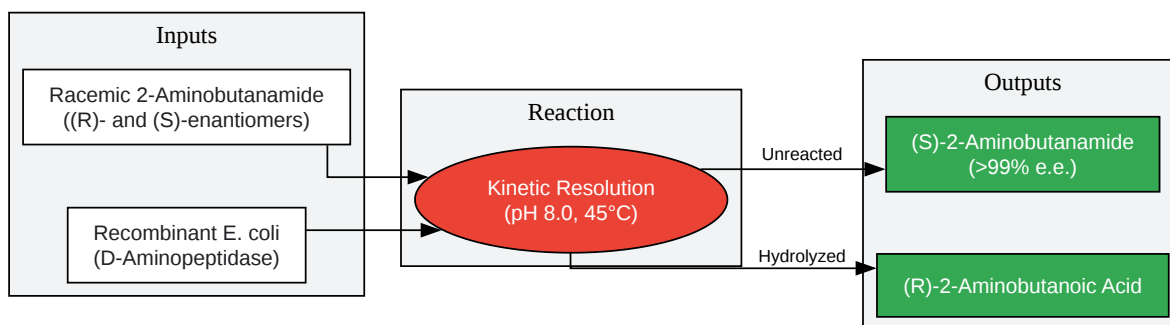 Inputs
Racemic 2-Aminobutanamide
((R)- and (S)-enantiomers)
Recombinant E. coli
(D-Aminopeptidase)
Reaction
Kinetic Resolution
(pH 8.0, 45°C)
Unreacted
Hydrolyzed
Outputs
(S)-2-Aminobutanamide
(>99% e.e.)
(R)-2-Aminobutanoic Acid